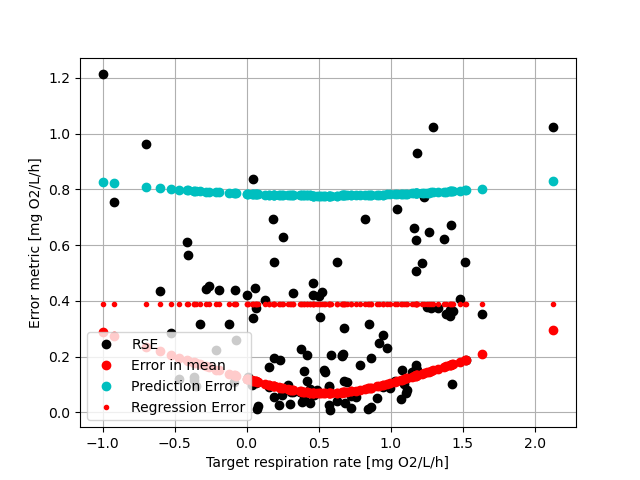 1.2
1.0
0.8
0.6
0.4
0.2
0.0
Error metric [mg O2/L/h]
RSE
Error in mean
Prediction Error
Regression Error
−1.0 −0.5 0.0 0.5 1.0 1.5 2.0
Target respiration rate [mg O2/L/h]